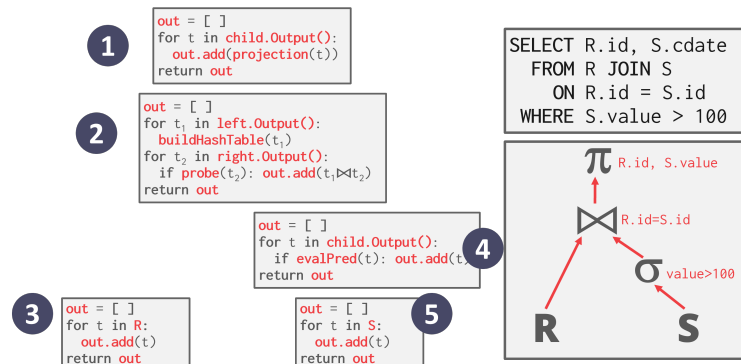 1
out = [ ]
for t in child.Output():
out.add(projection(t))
return out
2
out = [ ]
for t₁ in left.Output():
buildHashTable(t₁)
for t₂ in right.Output():
if probe(t₂): out.add(t₁⨝t₂)
return out
out = [ ]
for t in child.Output():
if evalPred(t): out.add(t
return out
4
3
out = [ ]
for t in R:
out.add(t)
return out
out = [ ]
for t in S:
out.add(t)
return out
5
SELECT R.id, S.cdate
FROM R JOIN S
ON R.id = S.id
WHERE S.value > 100
π R.id, S.value
⨝ R.id=S.id
σ value>100
R S